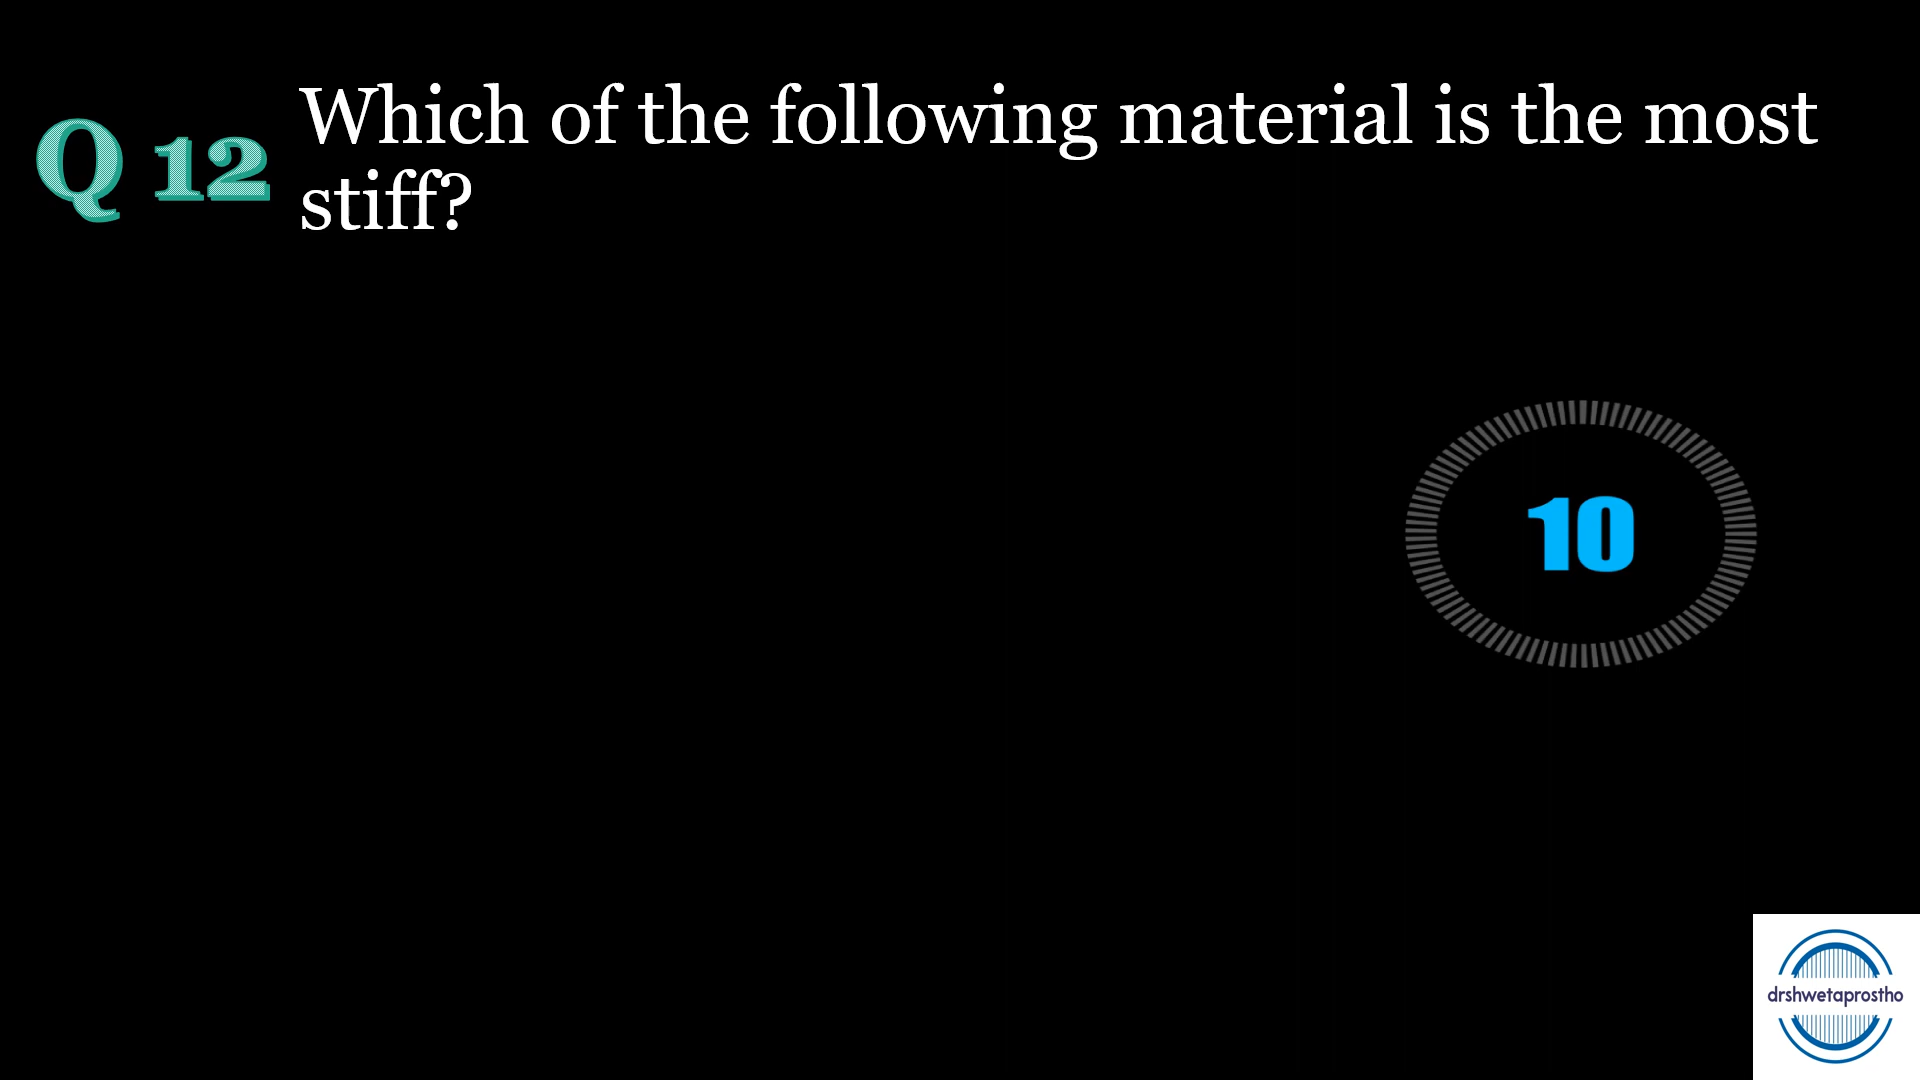 Q 12
Which of the following material is the most
stiff?
10
drshwetaprostho